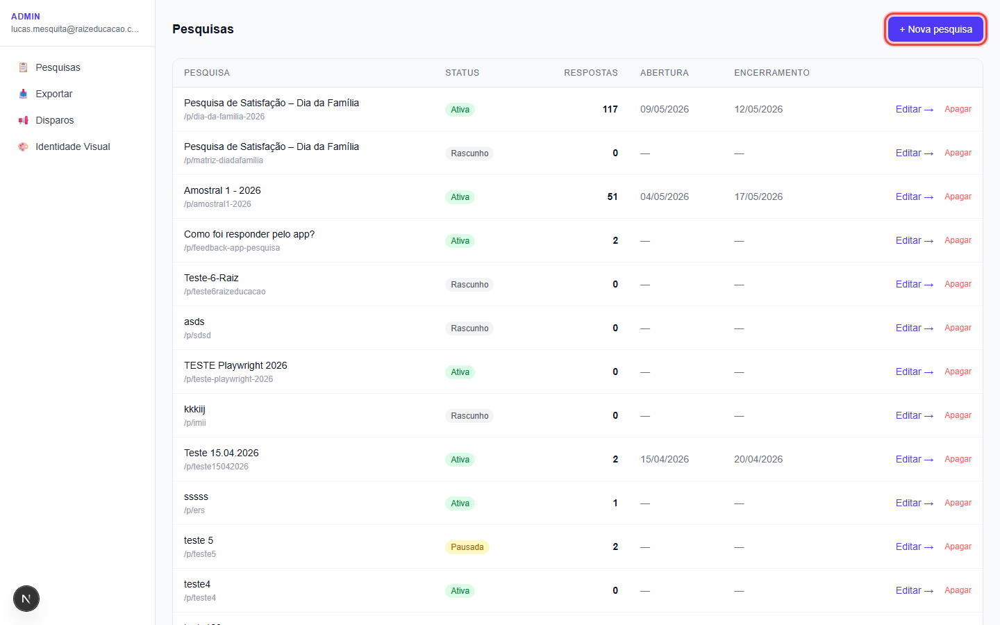 ADMIN
lucas.mesquita@raizeducacao.c...
Pesquisas
Exportar
Disparos
Identidade Visual
Pesquisas
+ Nova pesquisa
PESQUISA STATUS RESPOSTAS ABERTURA ENCERRAMENTO
Pesquisa de Satisfação – Dia da Família
/p/dia-da-familia-2026
Ativa 117 09/05/2026 12/05/2026 Editar → Apagar
Pesquisa de Satisfação – Dia da Família
/p/matriz-diadafamilia
Rascunho 0 — — Editar → Apagar
Amostral 1 - 2026
/p/amostral1-2026
Ativa 51 04/05/2026 17/05/2026 Editar → Apagar
Como foi responder pelo app?
/p/feedback-app-pesquisa
Ativa 2 — — Editar → Apagar
Teste-6-Raiz
/p/teste6raizeducacao
Rascunho 0 — — Editar → Apagar
asds
/p/sdsd
Rascunho 0 — — Editar → Apagar
TESTE Playwright 2026
/p/teste-playwright-2026
Ativa 0 — — Editar → Apagar
kkkiij
/p/imii
Rascunho 0 — — Editar → Apagar
Teste 15.04.2026
/p/teste15042026
Ativa 2 15/04/2026 20/04/2026 Editar → Apagar
sssss
/p/ers
Ativa 1 — — Editar → Apagar
teste 5
/p/teste5
Pausada 2 — — Editar → Apagar
teste4
/p/teste4
Ativa 0 — — Editar → Apagar
N